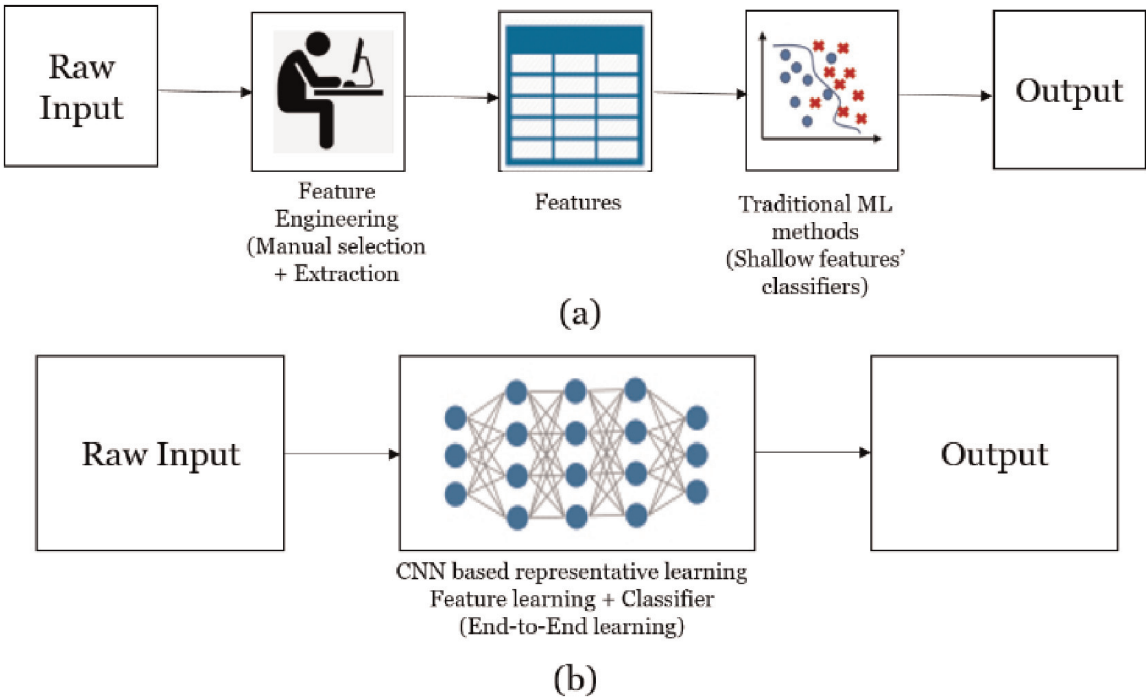 Raw
Input
Output
Feature
Engineering
(Manual selection
+ Extraction
Features
Traditional ML
methods
(Shallow features’
classifiers)
(a)
Raw Input
Output
CNN based representative learning
Feature learning + Classifier
(End-to-End learning)
(b)